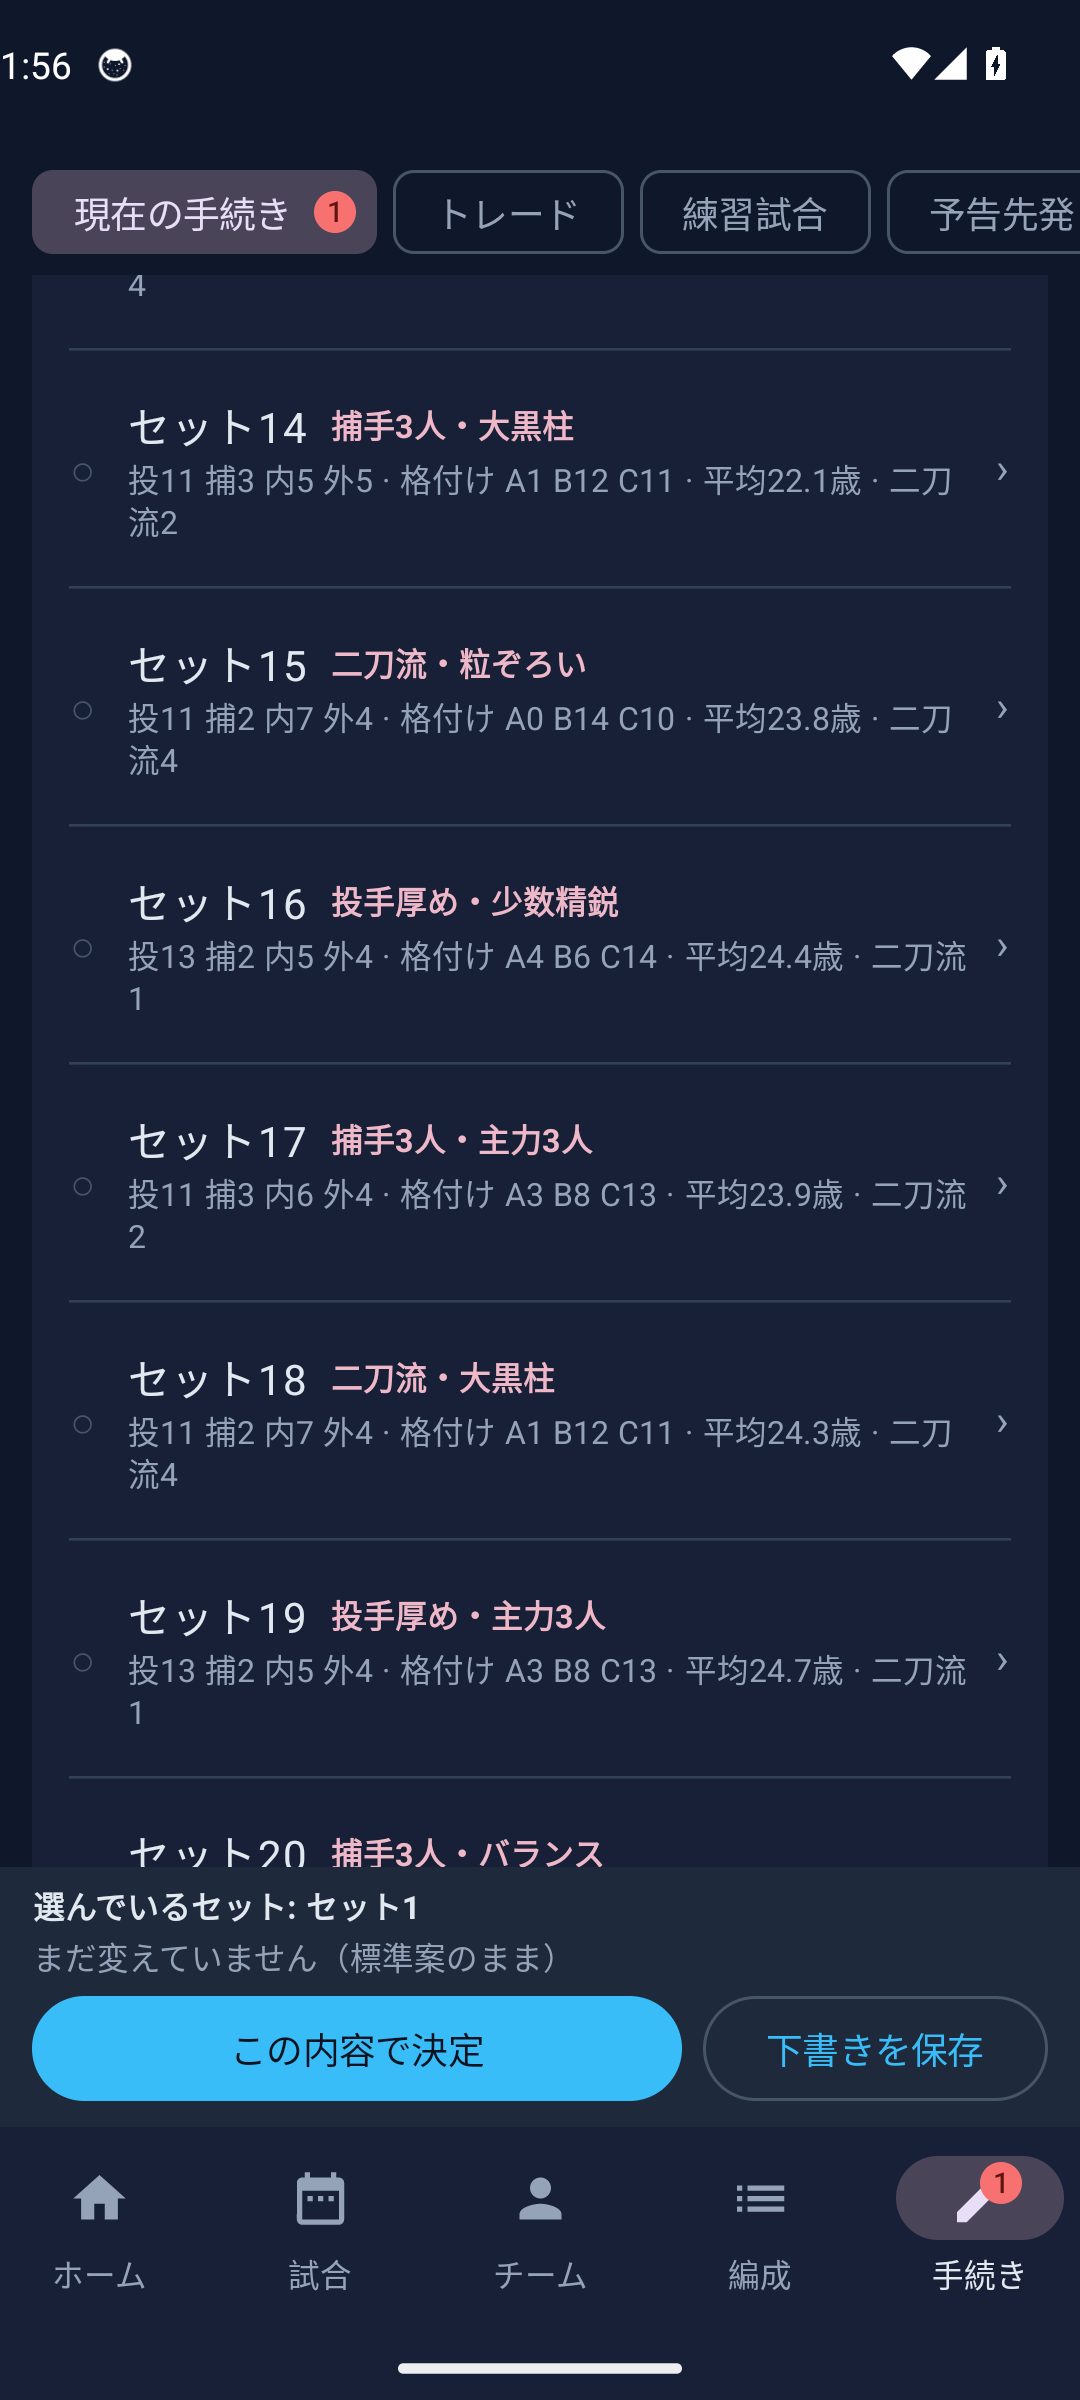 1:56
現在の手続き 1 トレード 練習試合 予告先発
4
セット14 捕手3人・大黒柱
投11 捕3 内5 外5 · 格付け A1 B12 C11 · 平均22.1歳 · 二刀
流2
セット15 二刀流・粒ぞろい
投11 捕2 内7 外4 · 格付け A0 B14 C10 · 平均23.8歳 · 二刀
流4
セット16 投手厚め・少数精鋭
投13 捕2 内5 外4 · 格付け A4 B6 C14 · 平均24.4歳 · 二刀流
1
セット17 捕手3人・主力3人
投11 捕3 内6 外4 · 格付け A3 B8 C13 · 平均23.9歳 · 二刀流
2
セット18 二刀流・大黒柱
投11 捕2 内7 外4 · 格付け A1 B12 C11 · 平均24.3歳 · 二刀
流4
セット19 投手厚め・主力3人
投13 捕2 内5 外4 · 格付け A3 B8 C13 · 平均24.7歳 · 二刀流
1
セット20 捕手3人・バランス
選んでいるセット: セット1
まだ変えていません（標準案のまま）
この内容で決定 下書きを保存
1
ホーム 試合 チーム 編成 手続き